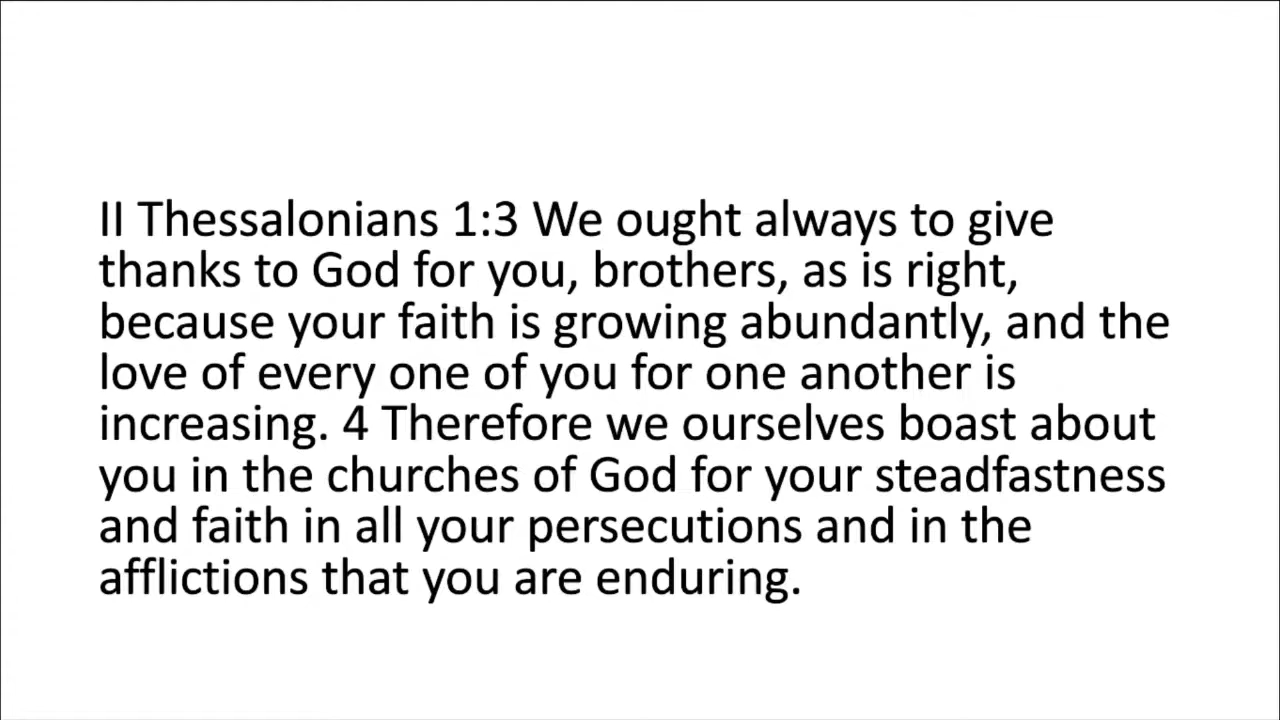 II Thessalonians 1:3 We ought always to give
thanks to God for you, brothers, as is right,
because your faith is growing abundantly, and the
love of every one of you for one another is
increasing. 4 Therefore we ourselves boast about
you in the churches of God for your steadfastness
and faith in all your persecutions and in the
afflictions that you are enduring.